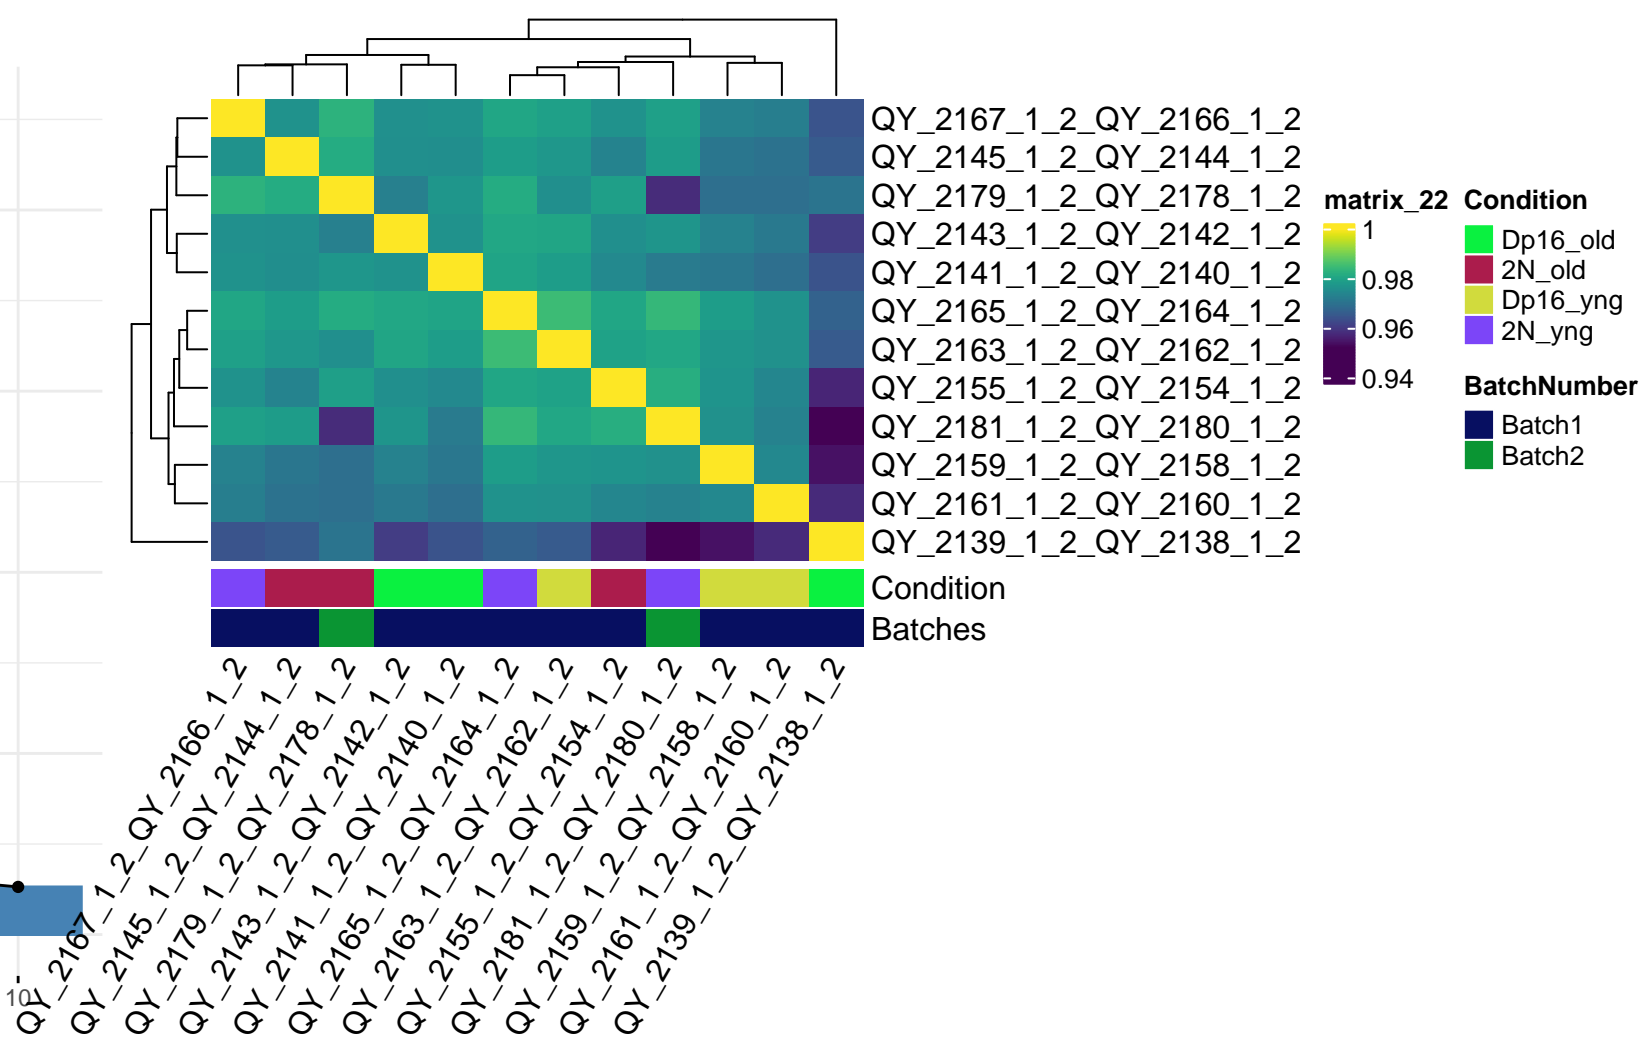 QY_2167_1_2_QY_2166_1_2
QY_2145_1_2_QY_2144_1_2
QY_2179_1_2_QY_2178_1_2
QY_2143_1_2_QY_2142_1_2
QY_2141_1_2_QY_2140_1_2
QY_2165_1_2_QY_2164_1_2
QY_2163_1_2_QY_2162_1_2
QY_2155_1_2_QY_2154_1_2
QY_2181_1_2_QY_2180_1_2
QY_2159_1_2_QY_2158_1_2
QY_2161_1_2_QY_2160_1_2
QY_2139_1_2_QY_2138_1_2
Condition
Batches
matrix_22
1
0.98
0.96
0.94
Condition
Dp16_old
2N_old
Dp16_yng
2N_yng
BatchNumber
Batch1
Batch2
QY_2167_1_2_QY_2166_1_2
QY_2145_1_2_QY_2144_1_2
QY_2179_1_2_QY_2178_1_2
QY_2143_1_2_QY_2142_1_2
QY_2141_1_2_QY_2140_1_2
QY_2165_1_2_QY_2164_1_2
QY_2163_1_2_QY_2162_1_2
QY_2155_1_2_QY_2154_1_2
QY_2181_1_2_QY_2180_1_2
QY_2159_1_2_QY_2158_1_2
QY_2161_1_2_QY_2160_1_2
QY_2139_1_2_QY_2138_1_2
10